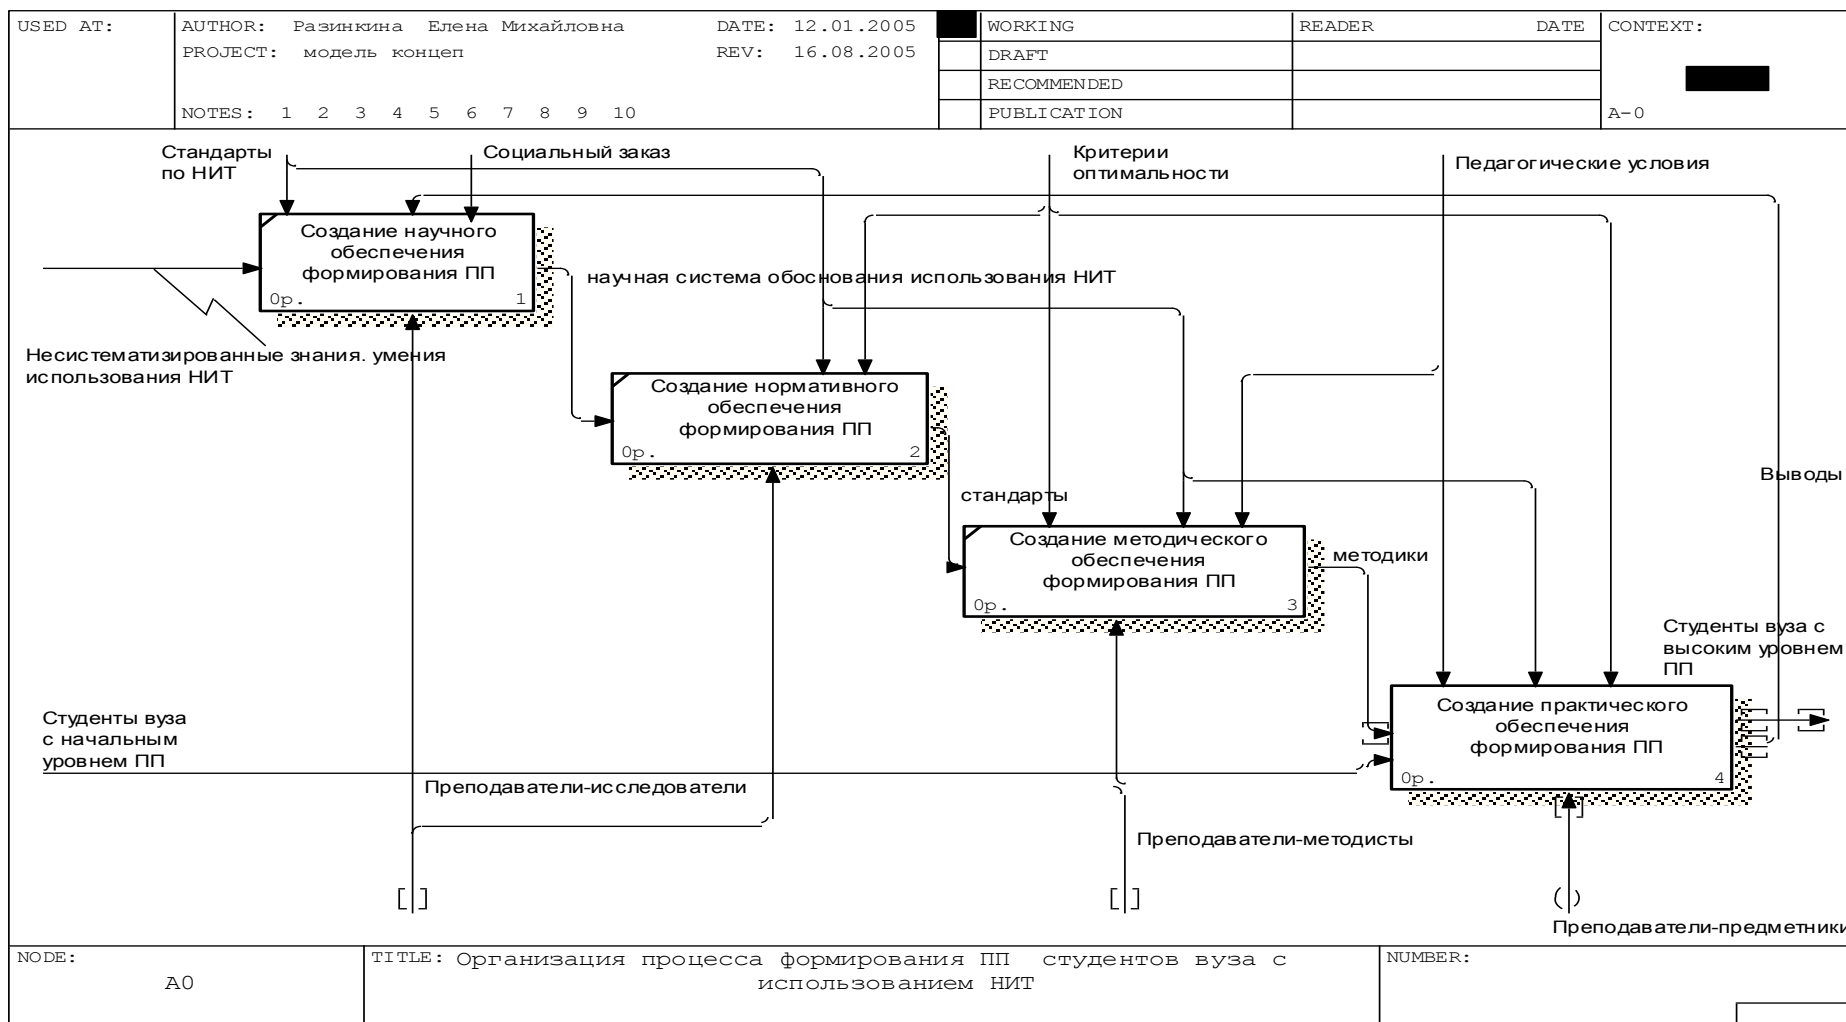 USED AT:
AUTHOR: Разинкина Елена Михайловна
DATE: 12.01.2005
WORKING
READER
DATE
CONTEXT:
PROJECT: модель концеп
REV: 16.08.2005
DRAFT
RECOMMENDED
NOTES: 1 2 3 4 5 6 7 8 9 10
PUBLICATION
A-0
Стандарты
по НИТ
Социальный заказ
Критерии
оптимальности
Педагогические условия
Создание научного
обеспечения
формирования ПП
0р.
1
научная система обоснования использования НИТ
Несистематизированные знания. умения
использования НИТ
Создание нормативного
обеспечения
формирования ПП
0р.
2
Выводы
стандарты
Создание методического
обеспечения
формирования ПП
0р.
3
методики
Студенты вуза с
высоким уровнем
ПП
Создание практического
обеспечения
формирования ПП
0р.
4
Студенты вуза
с начальным
уровнем ПП
Преподаватели-исследователи
Преподаватели-методисты
Преподаватели-предметники
NODE:
A0
TITLE: Организация процесса формирования ПП студентов вуза с
использованием НИТ
NUMBER: